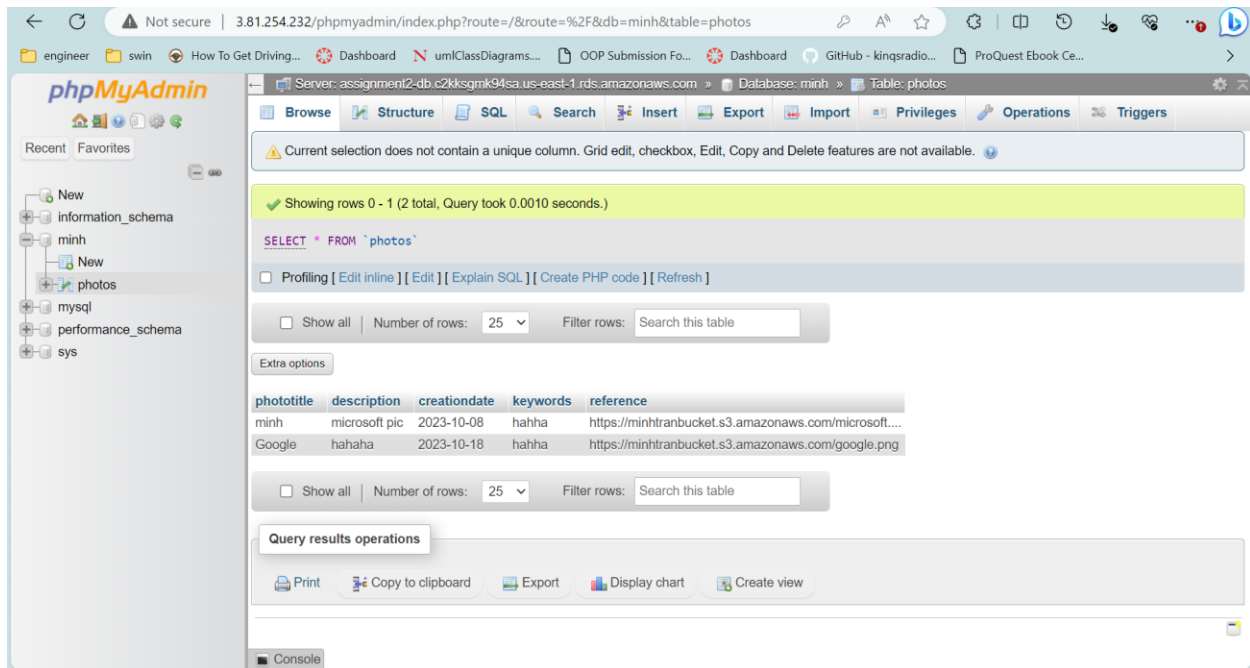 Not secure | 3.81.254.232/phpmyadmin/index.php?route=/&route=%2F&db=minh&table=photos
engineer swin How To Get Driving... Dashboard umlClassDiagrams.... OOP Submission Fo... Dashboard GitHub - kingsradio... ProQuest Ebook Ce...
phpMyAdmin
Recent Favorites
New
information_schema
minh
New
photos
mysql
performance_schema
sys
Server: assignment2-db.c2kksgmk94sa.us-east-1.rds.amazonaws.com » Database: minh » Table: photos
Browse Structure SQL Search Insert Export Import Privileges Operations Triggers
Current selection does not contain a unique column. Grid edit, checkbox, Edit, Copy and Delete features are not available.
Showing rows 0 - 1 (2 total, Query took 0.0010 seconds.)
SELECT * FROM `photos`
Profiling [ Edit inline ] [ Edit ] [ Explain SQL ] [ Create PHP code ] [ Refresh ]
Show all | Number of rows: 25 Filter rows: Search this table
Extra options
phototitle description creationdate keywords reference
minh microsoft pic 2023-10-08 hahha https://minhtranbucket.s3.amazonaws.com/microsoft....
Google hahaha 2023-10-18 hahha https://minhtranbucket.s3.amazonaws.com/google.png
Show all | Number of rows: 25 Filter rows: Search this table
Query results operations
Print Copy to clipboard Export Display chart Create view
Console